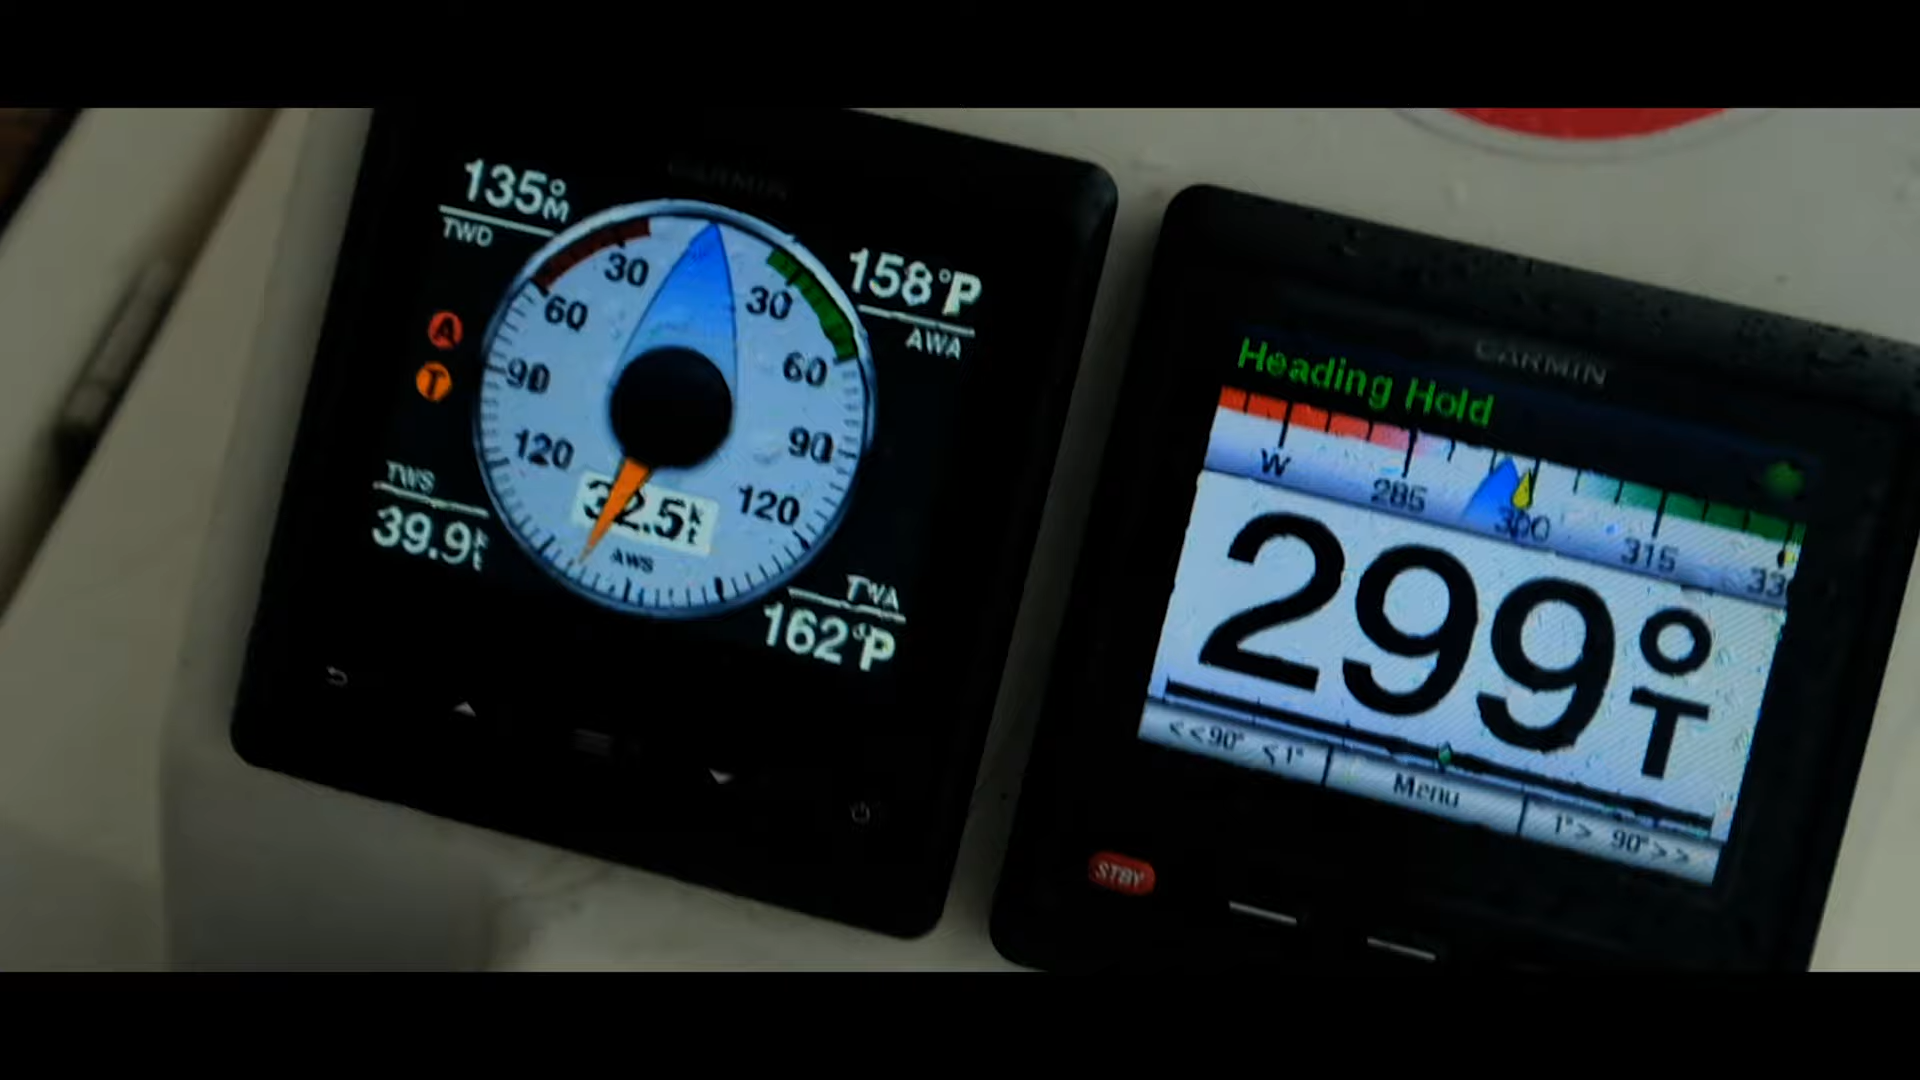 GARMIN
135°M
TWD
158°P
AWA
30
30
60
60
A
T
90
90
120
120
32.5kt
AWS
TWS
39.9kt
TWA
162°P
GARMIN
Heading Hold
W
285
300
315
33
299°T
<<90° <1°
Menu
1°> 90°>>
STBY